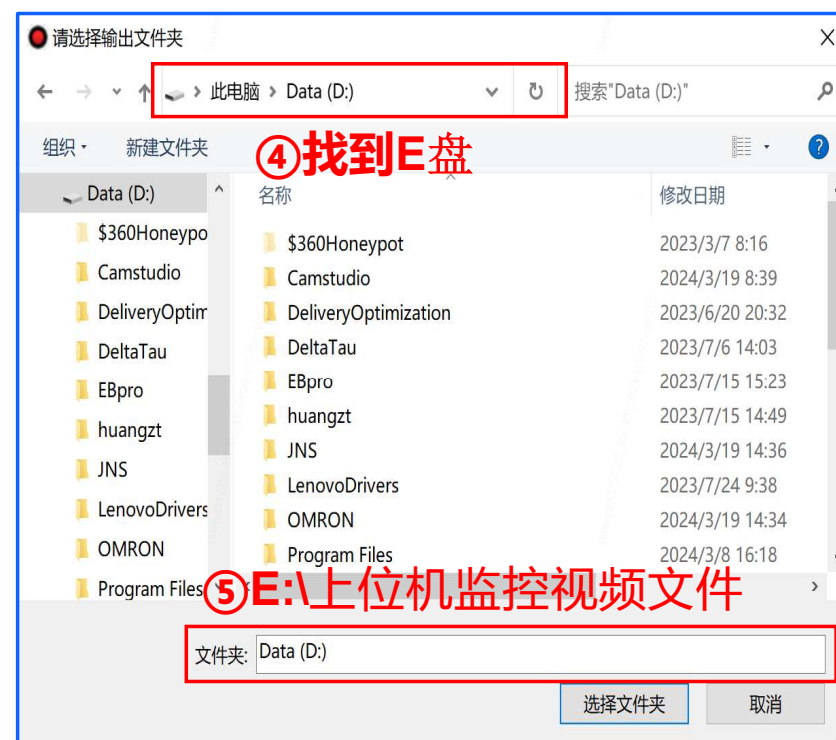 请选择输出文件夹
此电脑 > Data (D:)
搜索"Data (D:)"
组织
新建文件夹
④找到E盘
Data (D:)
$360Honeypo
Camstudio
DeliveryOptim
DeltaTau
EBpro
huangzt
JNS
LenovoDrivers
OMRON
Program Files
名称 修改日期
$360Honeypot 2023/3/7 8:16
Camstudio 2024/3/19 8:39
DeliveryOptimization 2023/6/20 20:32
DeltaTau 2023/7/6 14:03
EBpro 2023/7/15 15:23
huangzt 2023/7/15 14:49
JNS 2024/3/19 14:36
LenovoDrivers 2023/7/24 9:38
OMRON 2024/3/19 14:34
Program Files 2024/3/8 16:18
⑤E:\上位机监控视频文件
文件夹: Data (D:)
选择文件夹 取消